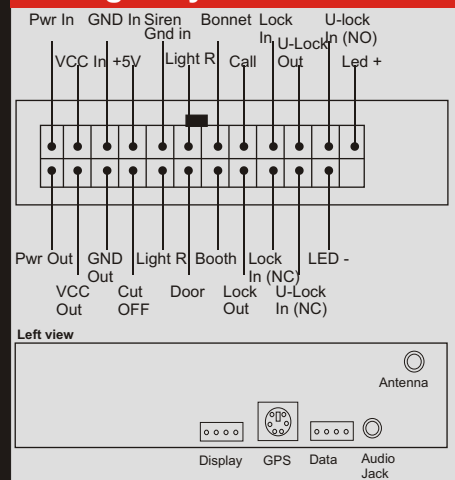 Pwr In GND In Siren Gnd in Bonnet Lock In U-lock In (NO)
VCC In +5V Light R Call U-Lock Out Led +
Pwr Out GND Out Light R Booth Lock In (NC) LED -
VCC Out Cut OFF Door Lock Out U-Lock In (NC)
Left view
Antenna
Display GPS Data Audio Jack